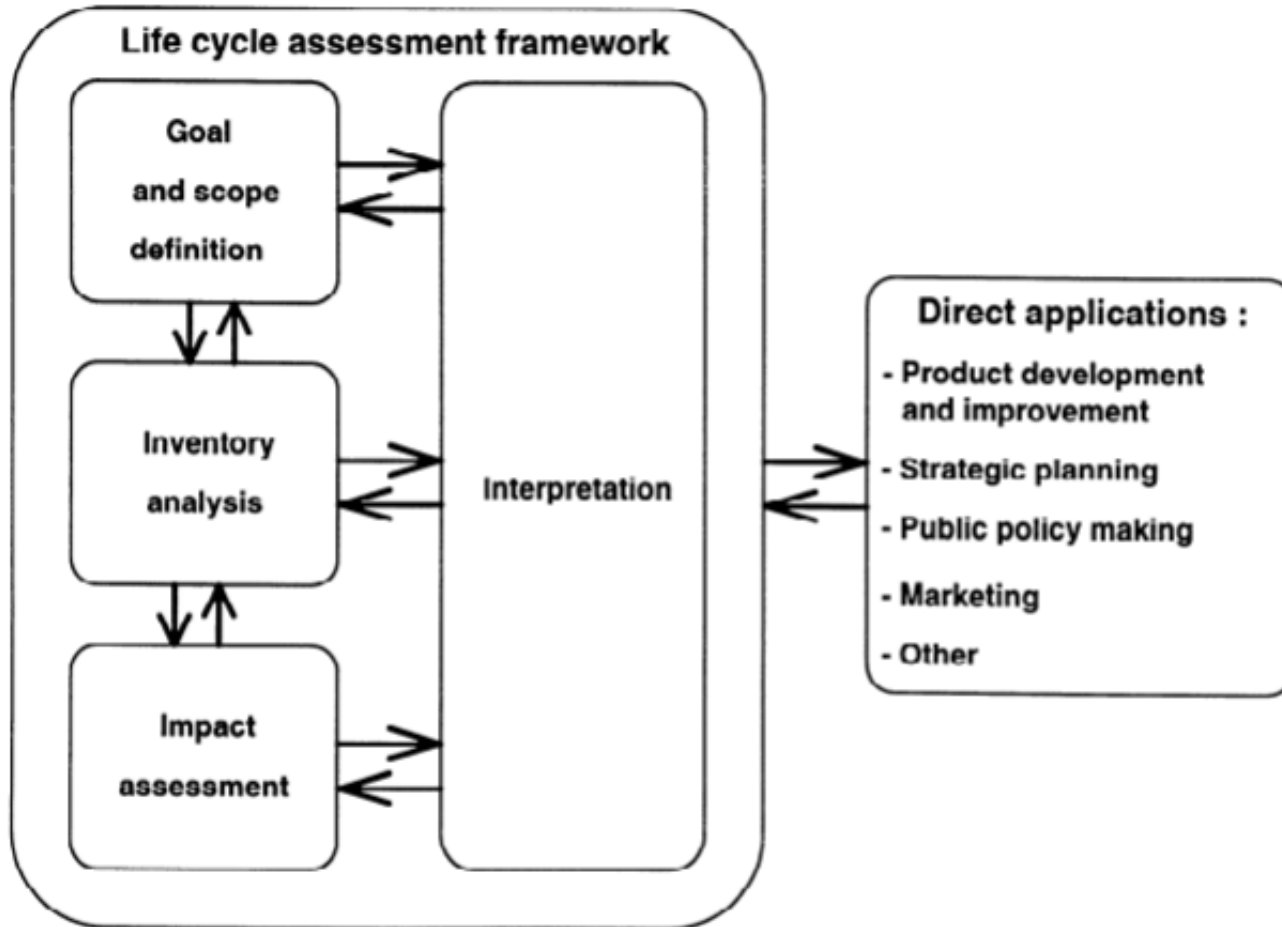 Life cycle assessment framework
Goal
and scope
definition
Inventory
analysis
Impact
assessment
Interpretation
Direct applications :
- Product development
and improvement
- Strategic planning
- Public policy making
- Marketing
- Other